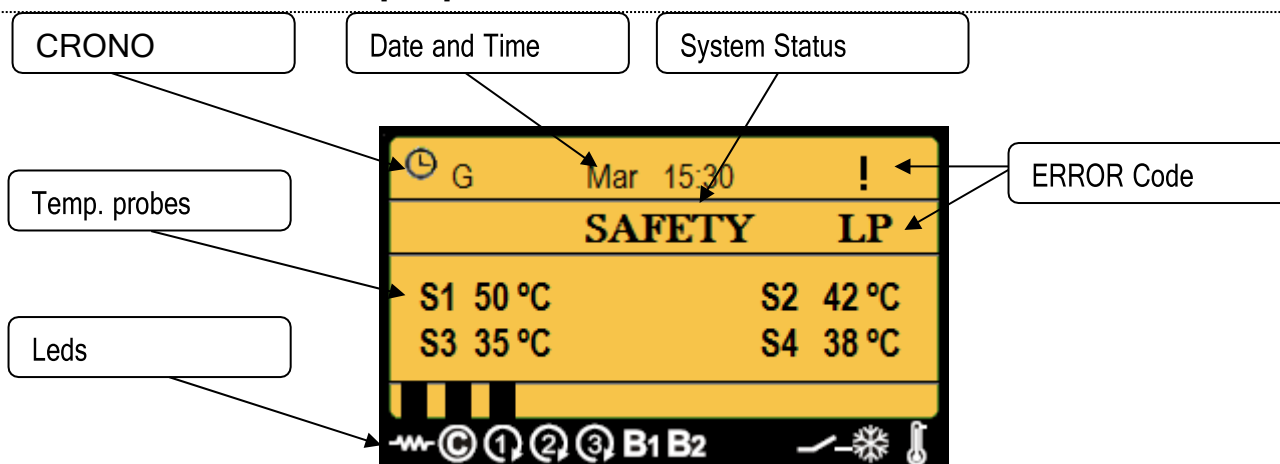 CRONO
Date and Time
System Status
G Mar 15:30 !
ERROR Code
Temp. probes
SAFETY LP
S1 50 ºC S2 42 ºC
S3 35 ºC S4 38 ºC
Leds
C 1 2 3 B1 B2